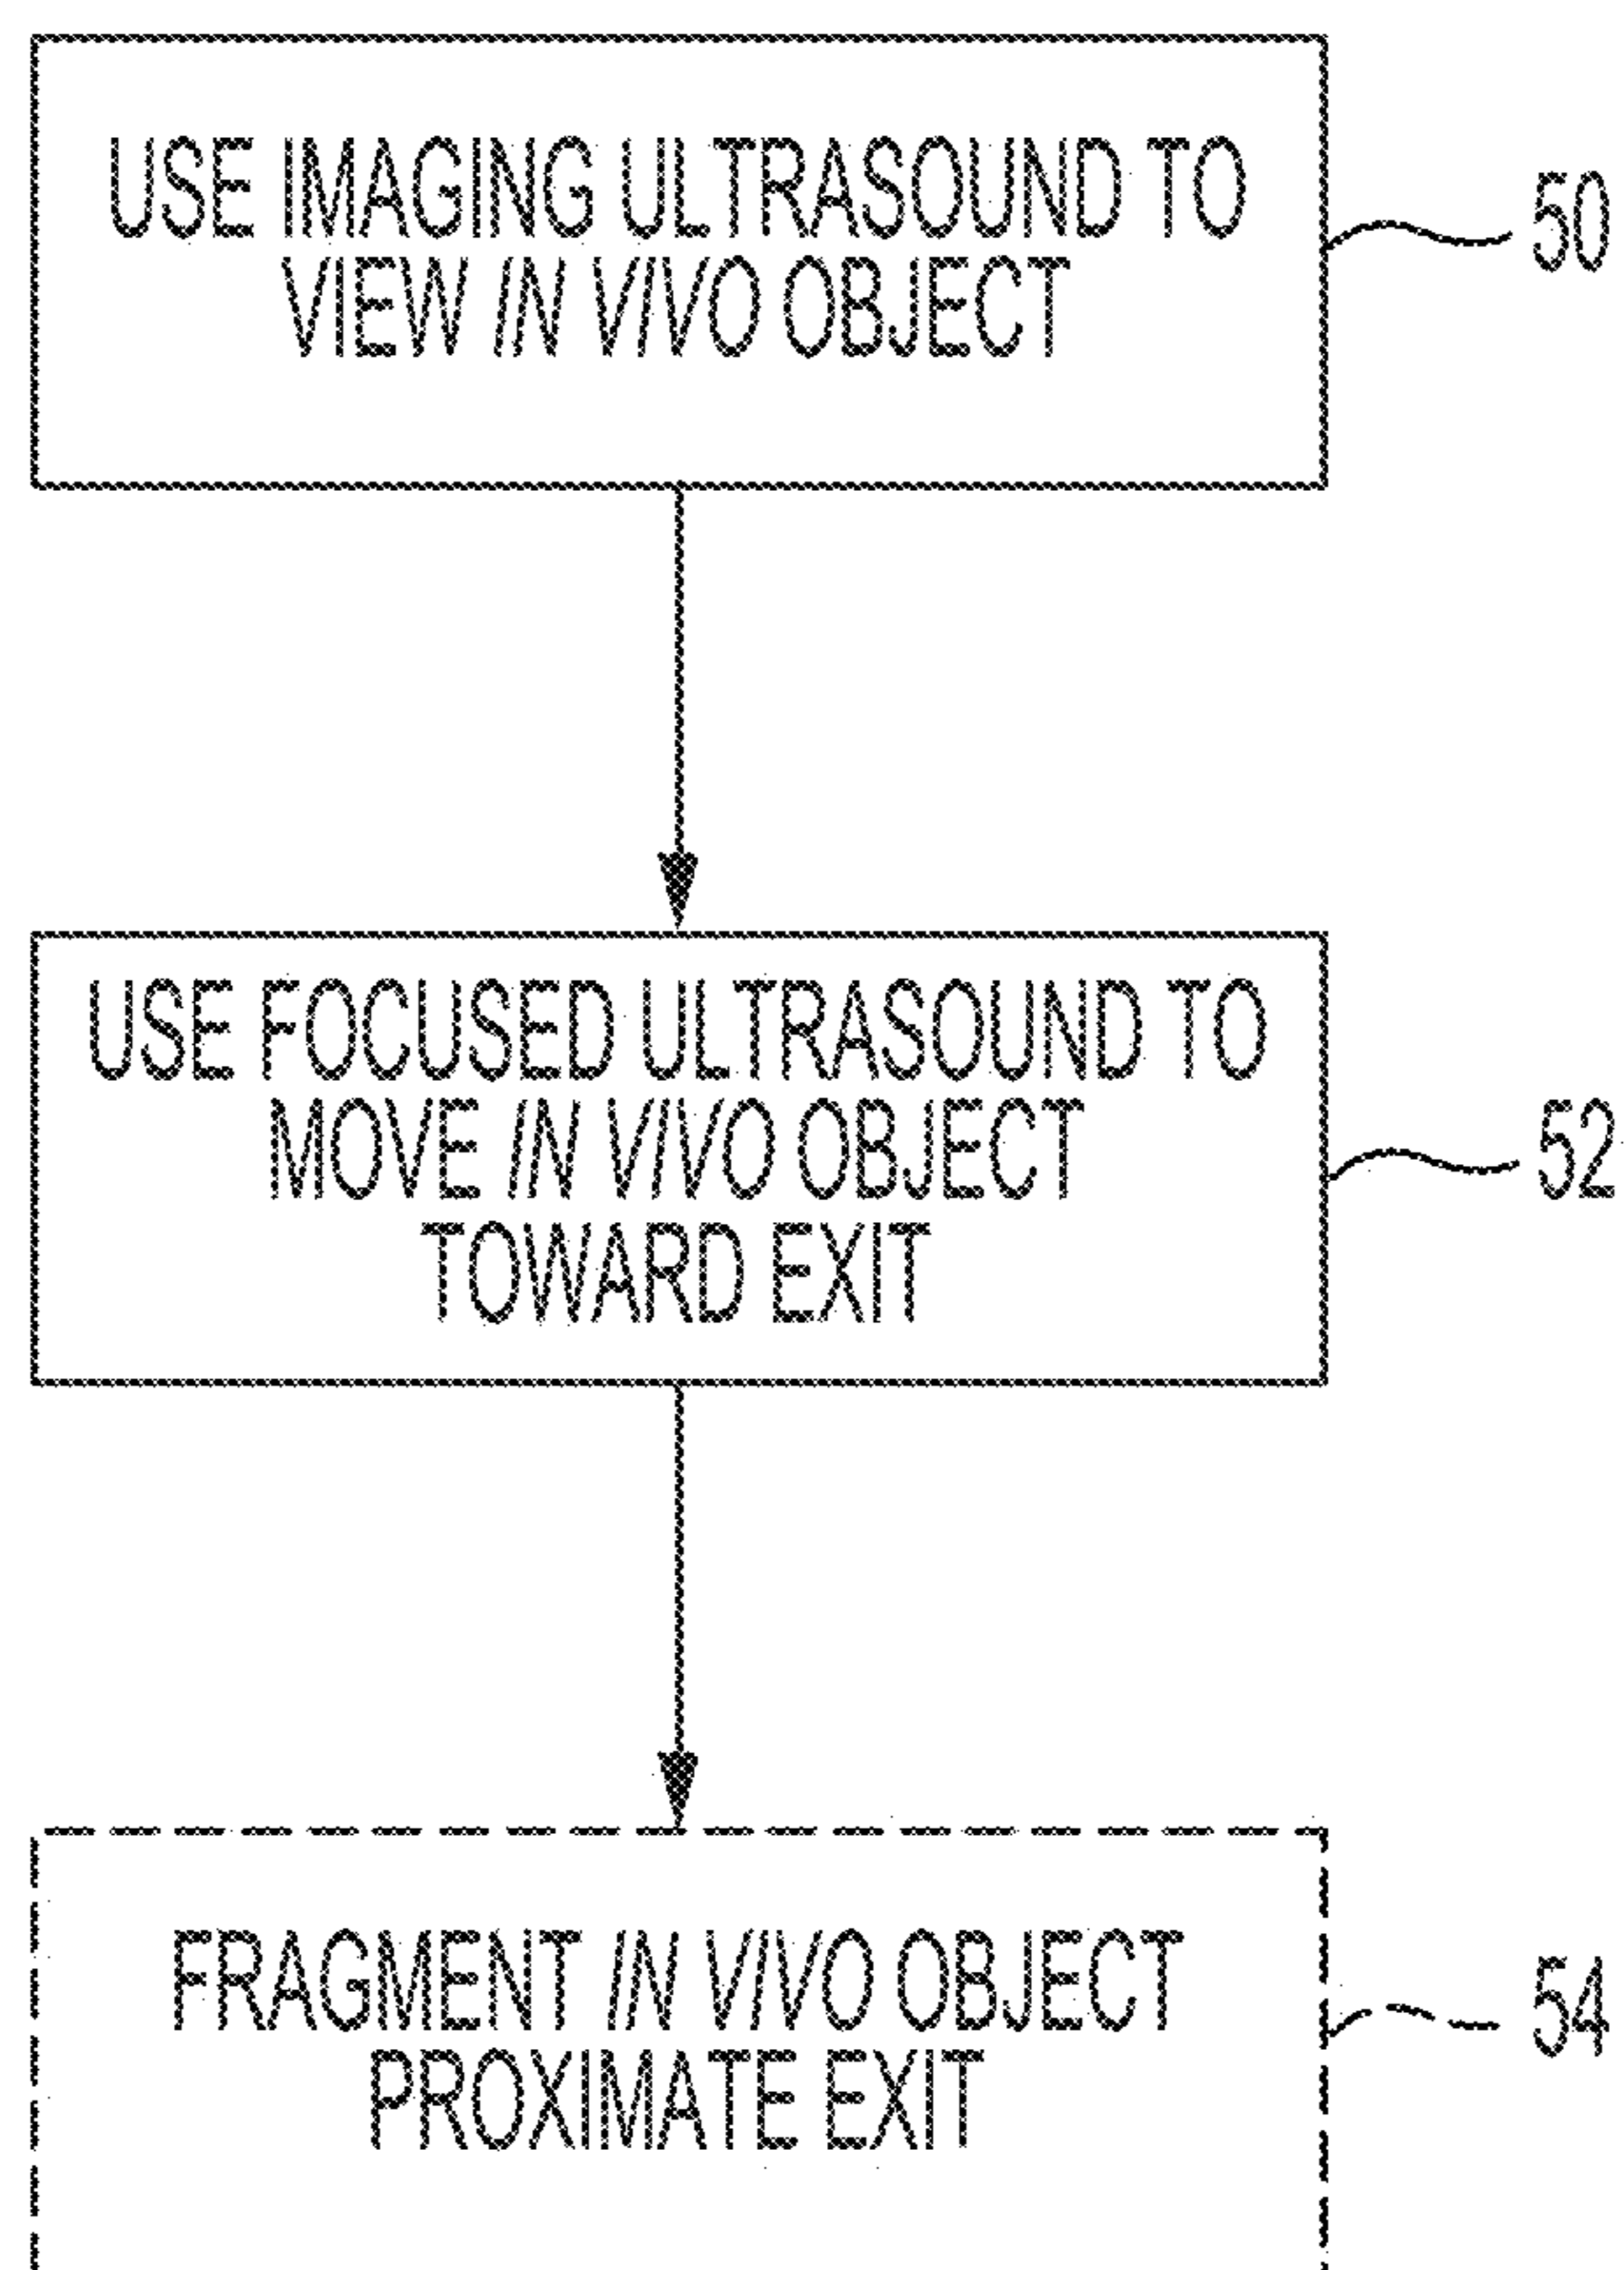 USE IMAGING ULTRASOUND TO
VIEW IN VIVO OBJECT
50
USE FOCUSED ULTRASOUND TO
MOVE IN VIVO OBJECT
TOWARD EXIT
52
FRAGMENT IN VIVO OBJECT
PROXIMATE EXIT
54